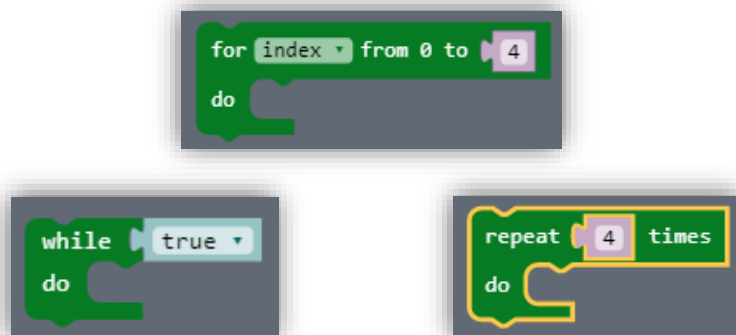 for index from 0 to 4
do
while true
do
repeat 4 times
do